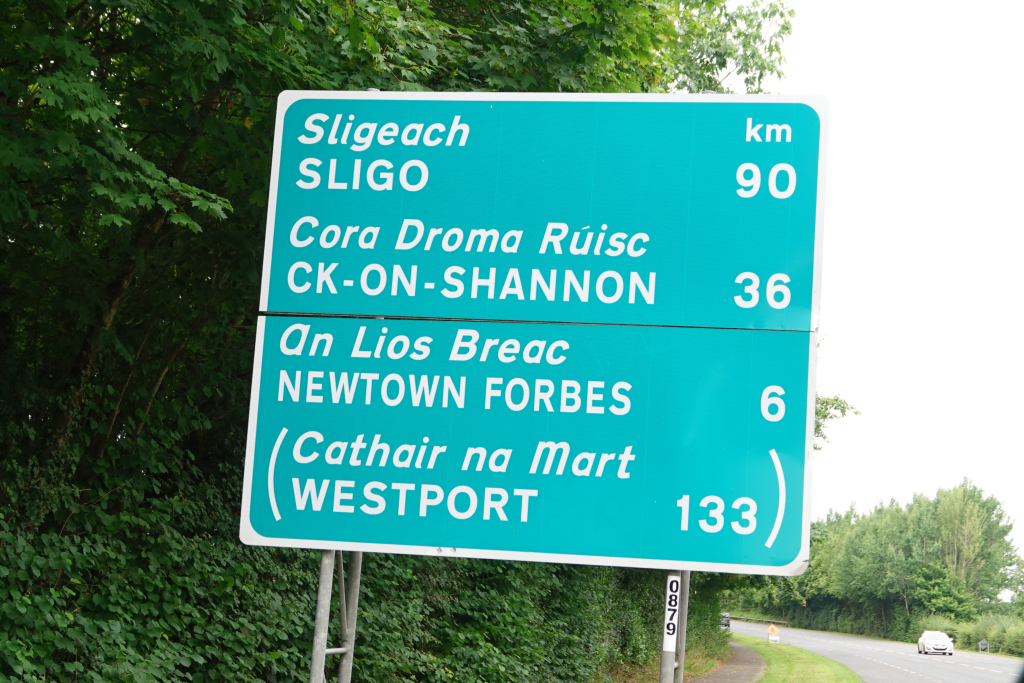 Sligeach km
SLIGO 90
Cora Droma Rúisc
CK-ON-SHANNON 36
An Lios Breac
NEWTOWN FORBES 6
(Cathair na Mart
WESTPORT 133)
0879